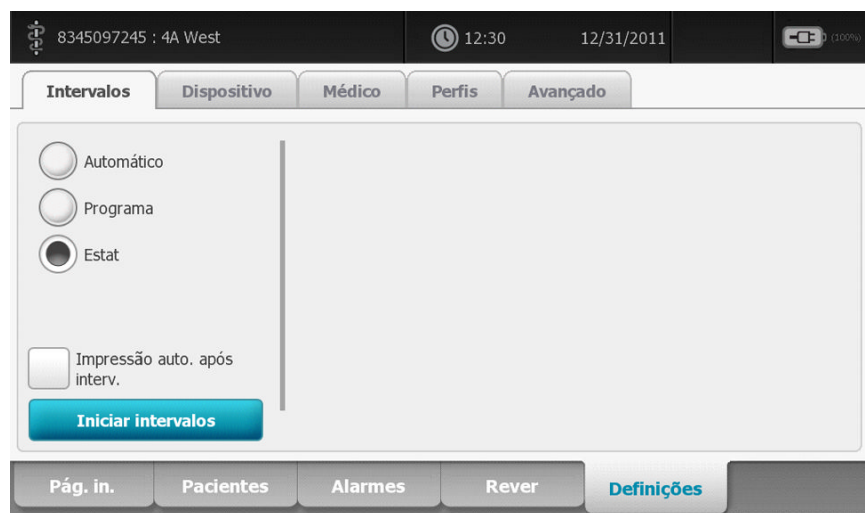 8345097245 : 4A West 12:30 12/31/2011 (100%)
Intervalos Dispositivo Médico Perfis Avançado
Automático
Programa
Estat
Impressão auto. após
interv.
Iniciar intervalos
Pág. in. Pacientes Alarmes Rever Definições